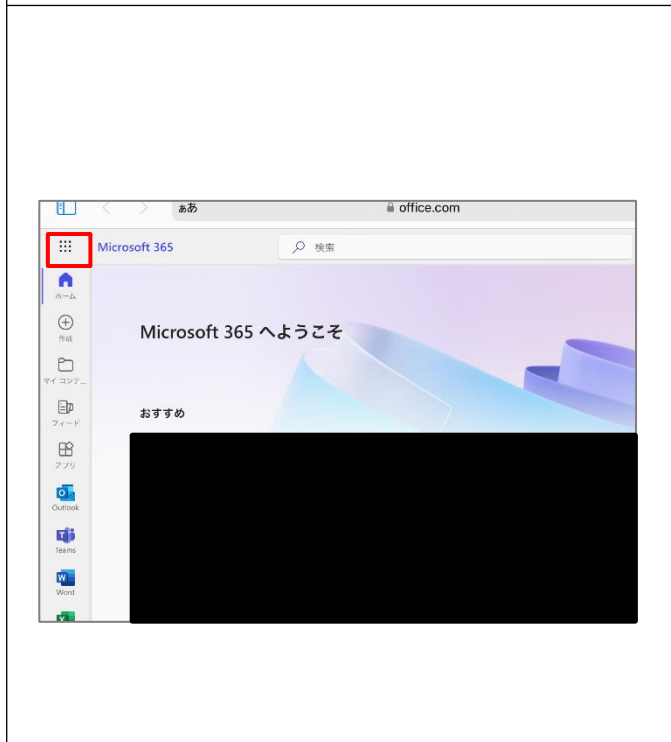 ぁあ
office.com
Microsoft 365
検索
ホーム
作成
マイ コンテ...
フィード
アプリ
Outlook
Teams
Word
Microsoft 365 へようこそ
おすすめ